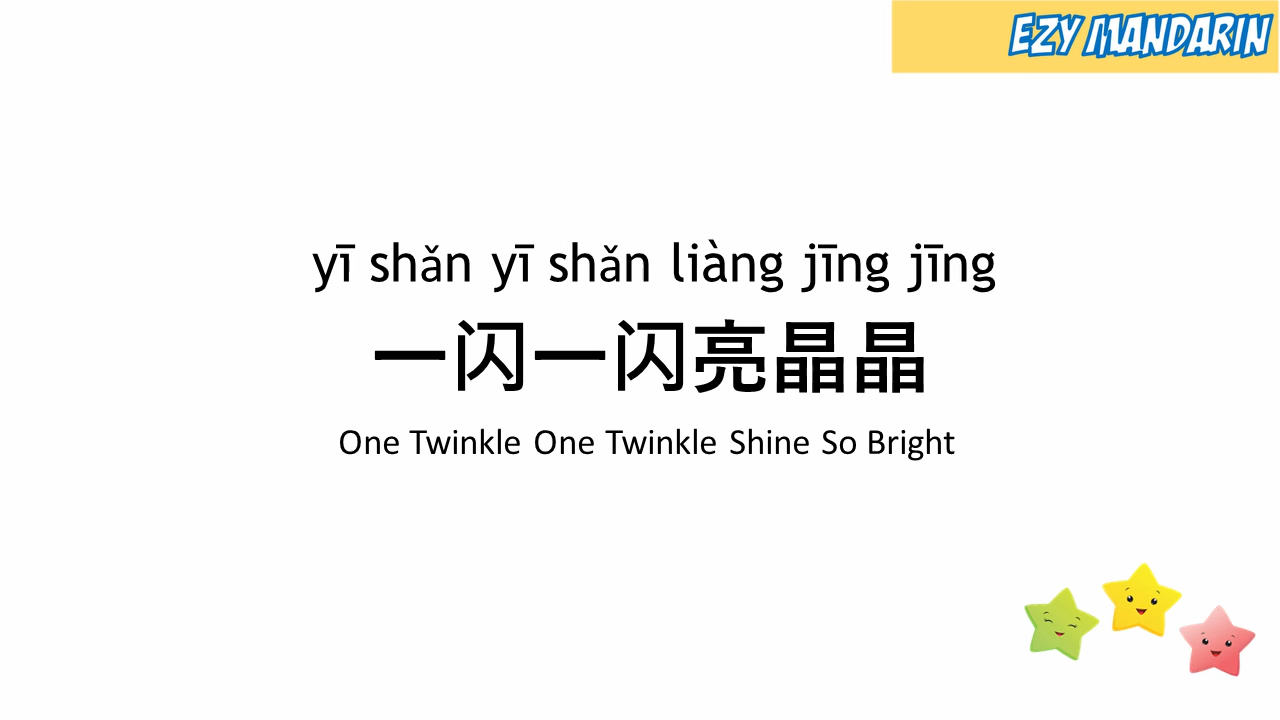 EZY MANDARIN
yī shǎn yī shǎn liàng jīng jīng
一闪一闪亮晶晶
One Twinkle One Twinkle Shine So Bright